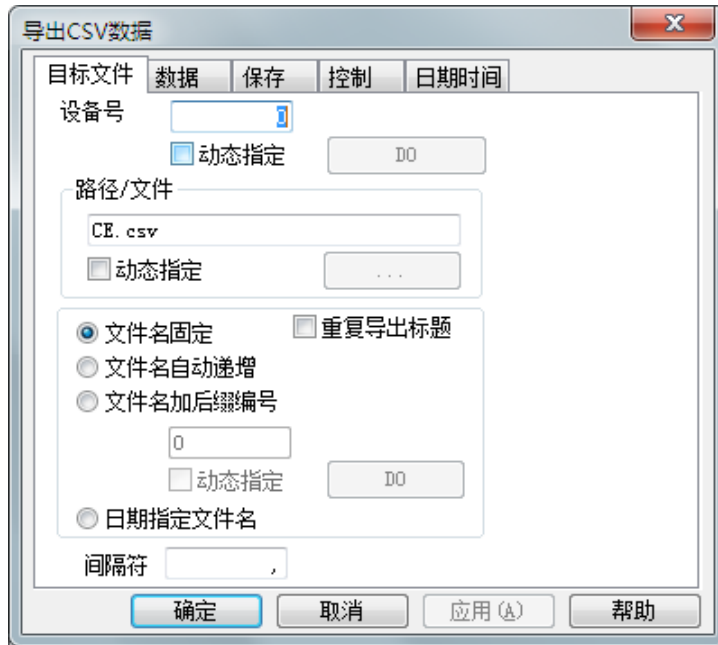 导出CSV数据
目标文件 数据 保存 控制 日期时间
设备号 0
动态指定 D0
路径/文件
CE.csv
动态指定 ...
文件名固定 重复导出标题
文件名自动递增
文件名加后缀编号
0
动态指定 D0
日期指定文件名
间隔符 ,
确定 取消 应用(A) 帮助